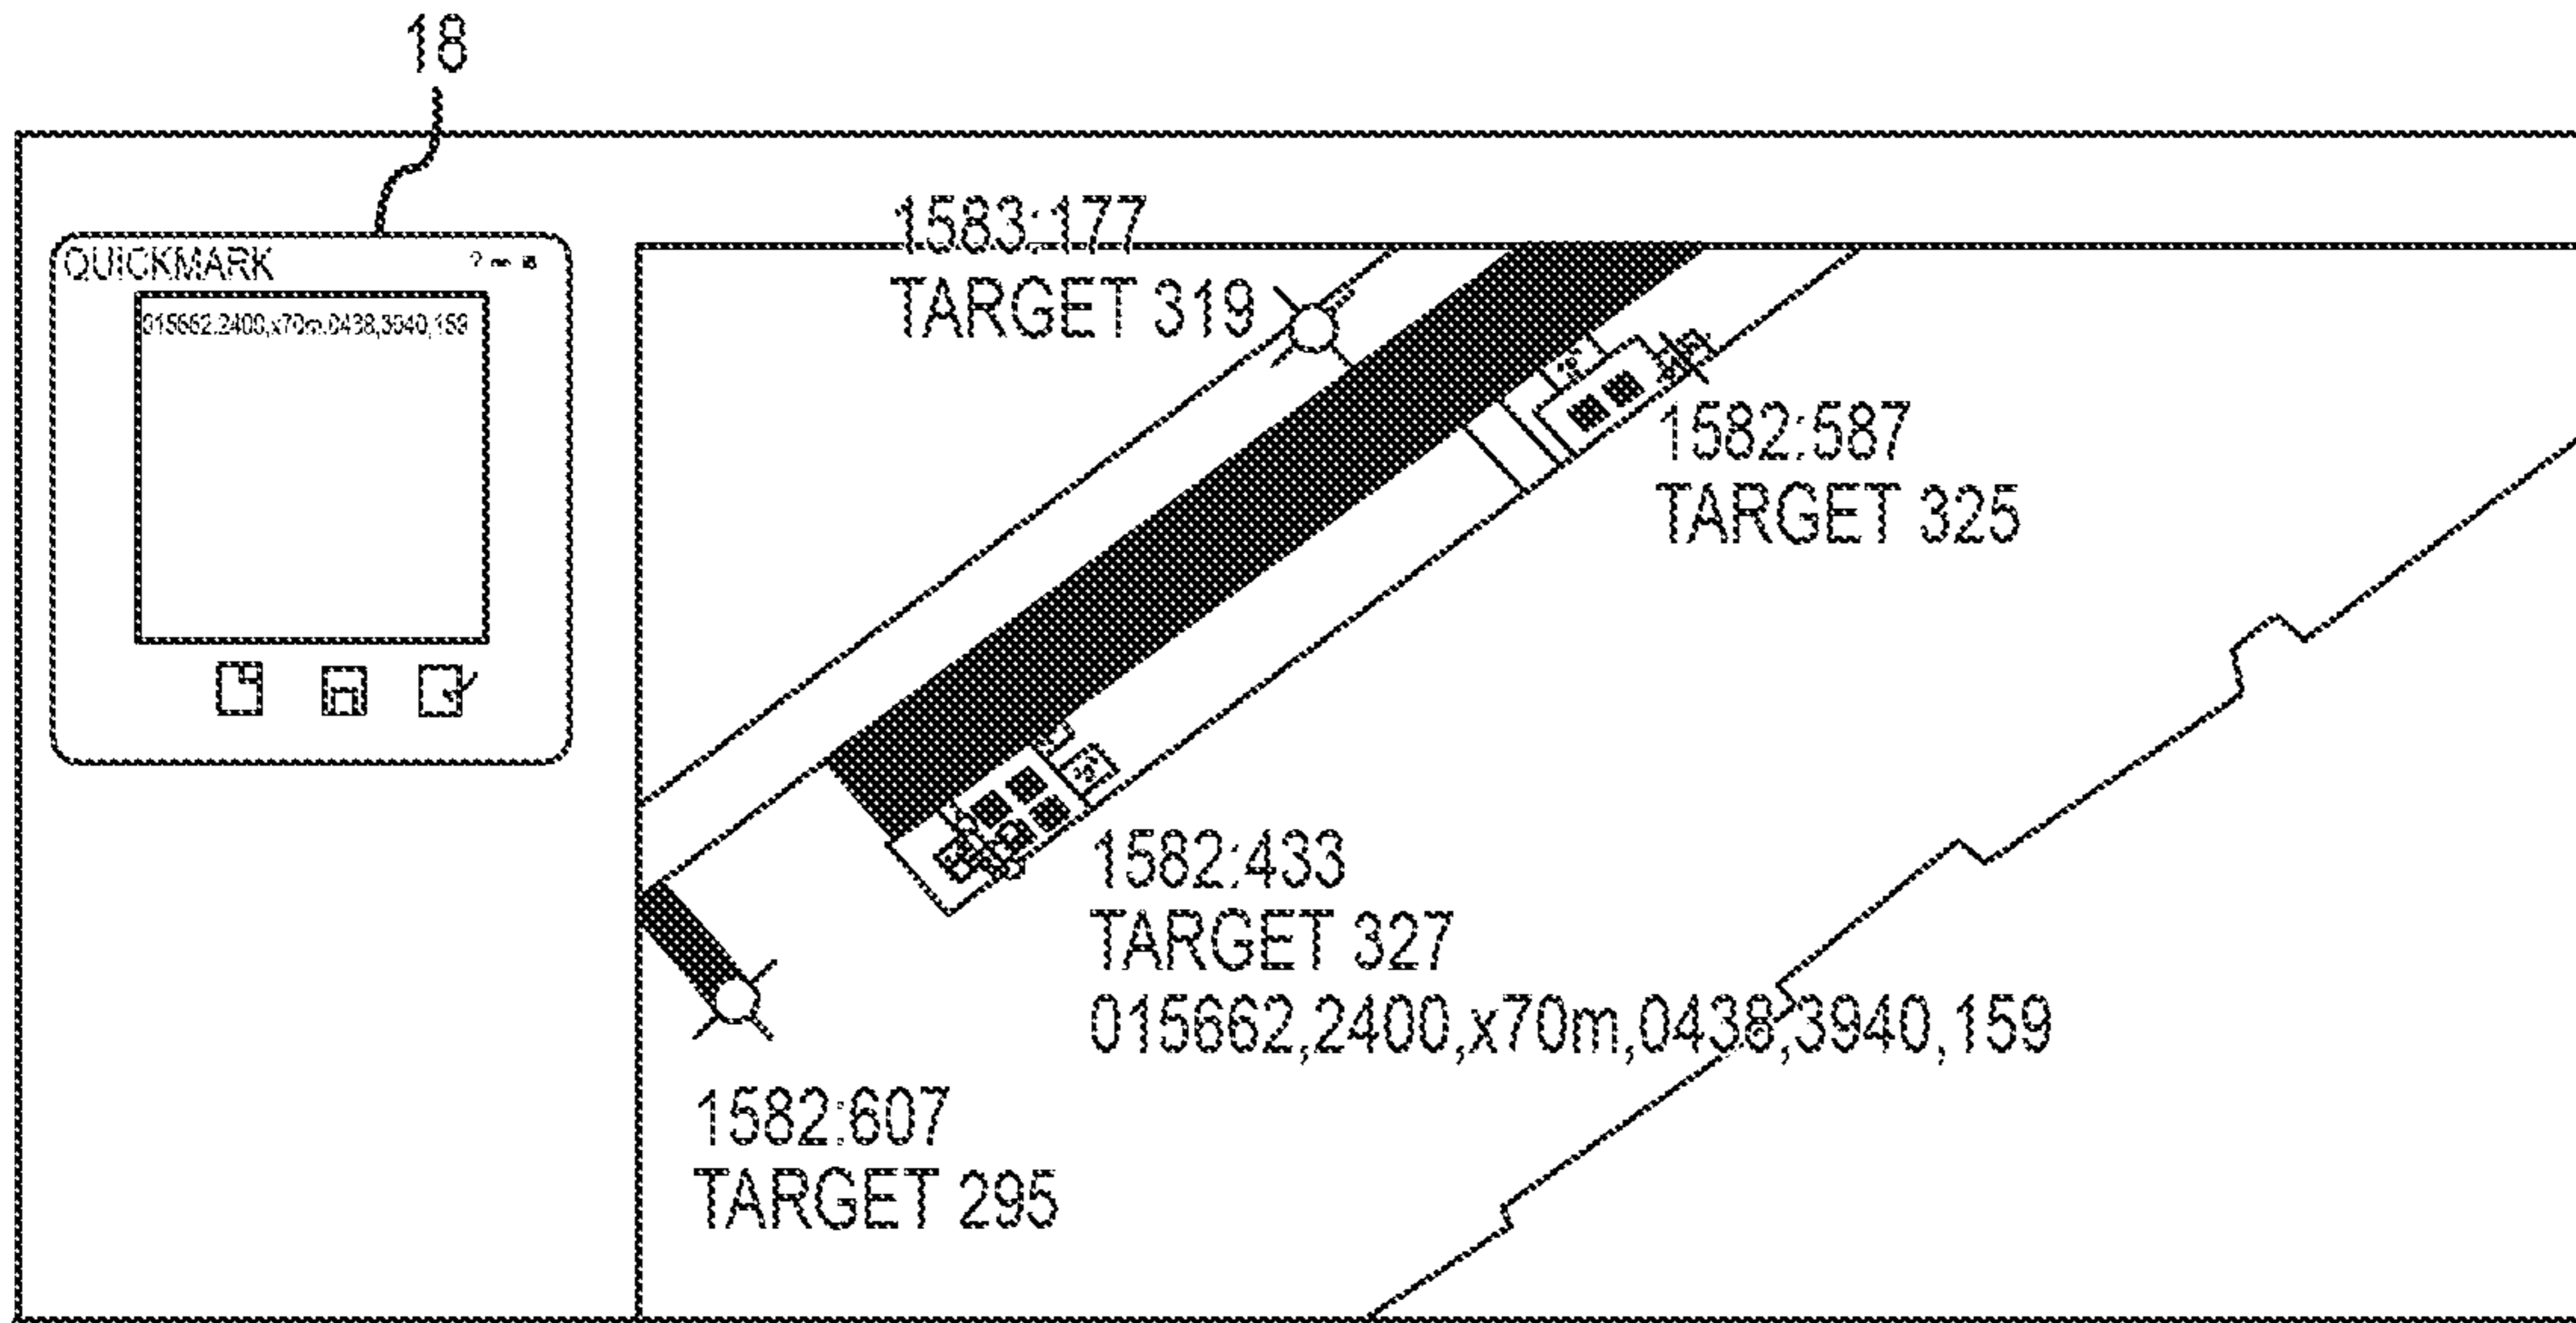 18
QUICKMARK
015662.2400,x70m.0438,3940,159
1583:177
TARGET 319
1582:587
TARGET 325
1582:433
TARGET 327
015662,2400,x70m,0438,3940,159
1582:607
TARGET 295